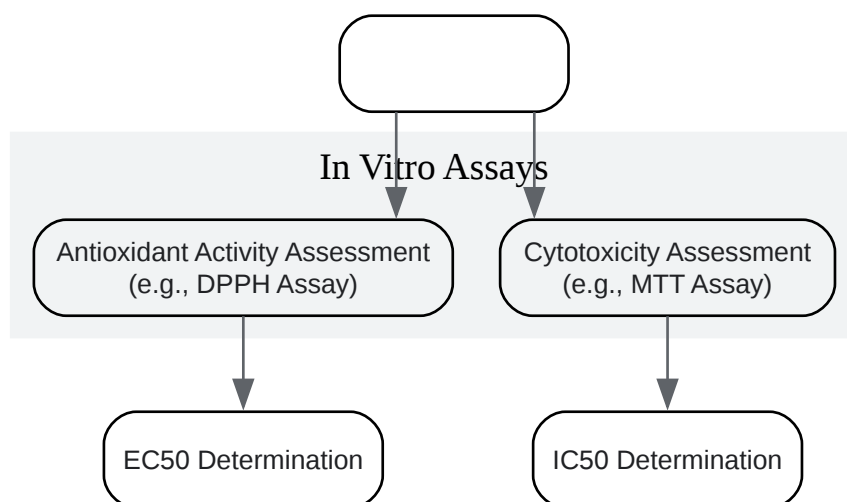 In Vitro Assays
Antioxidant Activity Assessment
(e.g., DPPH Assay)
Cytotoxicity Assessment
(e.g., MTT Assay)
EC50 Determination
IC50 Determination